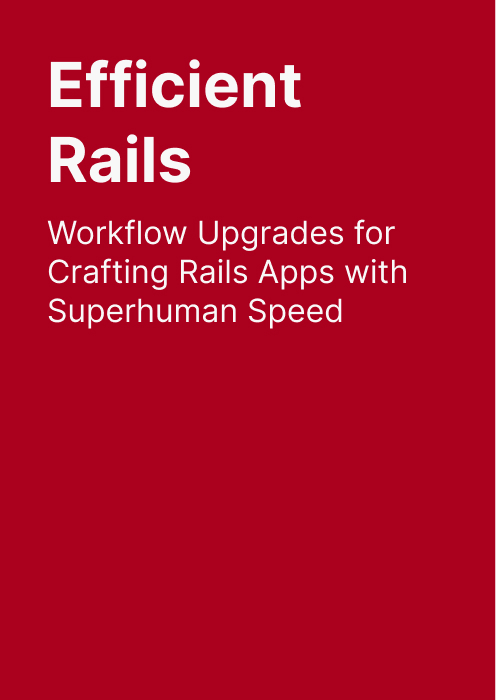 Efficient
Rails
Workflow Upgrades for
Crafting Rails Apps with
Superhuman Speed